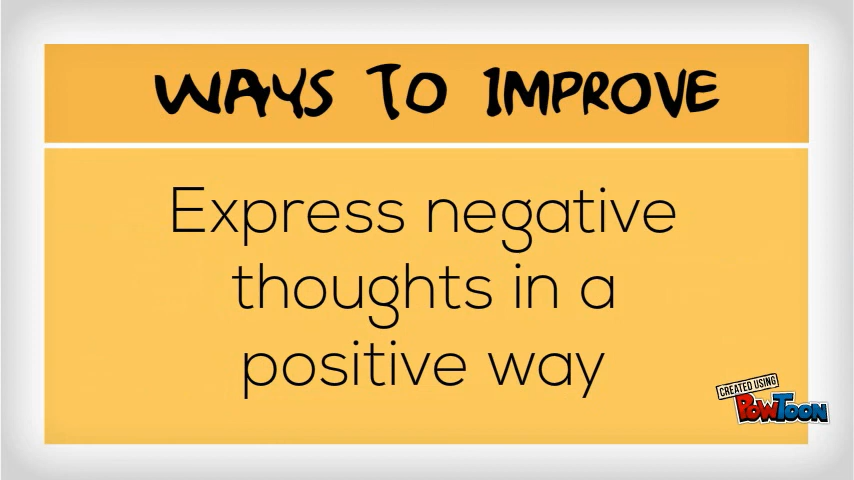 WAYS TO IMPROVE
Express negative
thoughts in a
positive way
CREATED USING
POWTOON